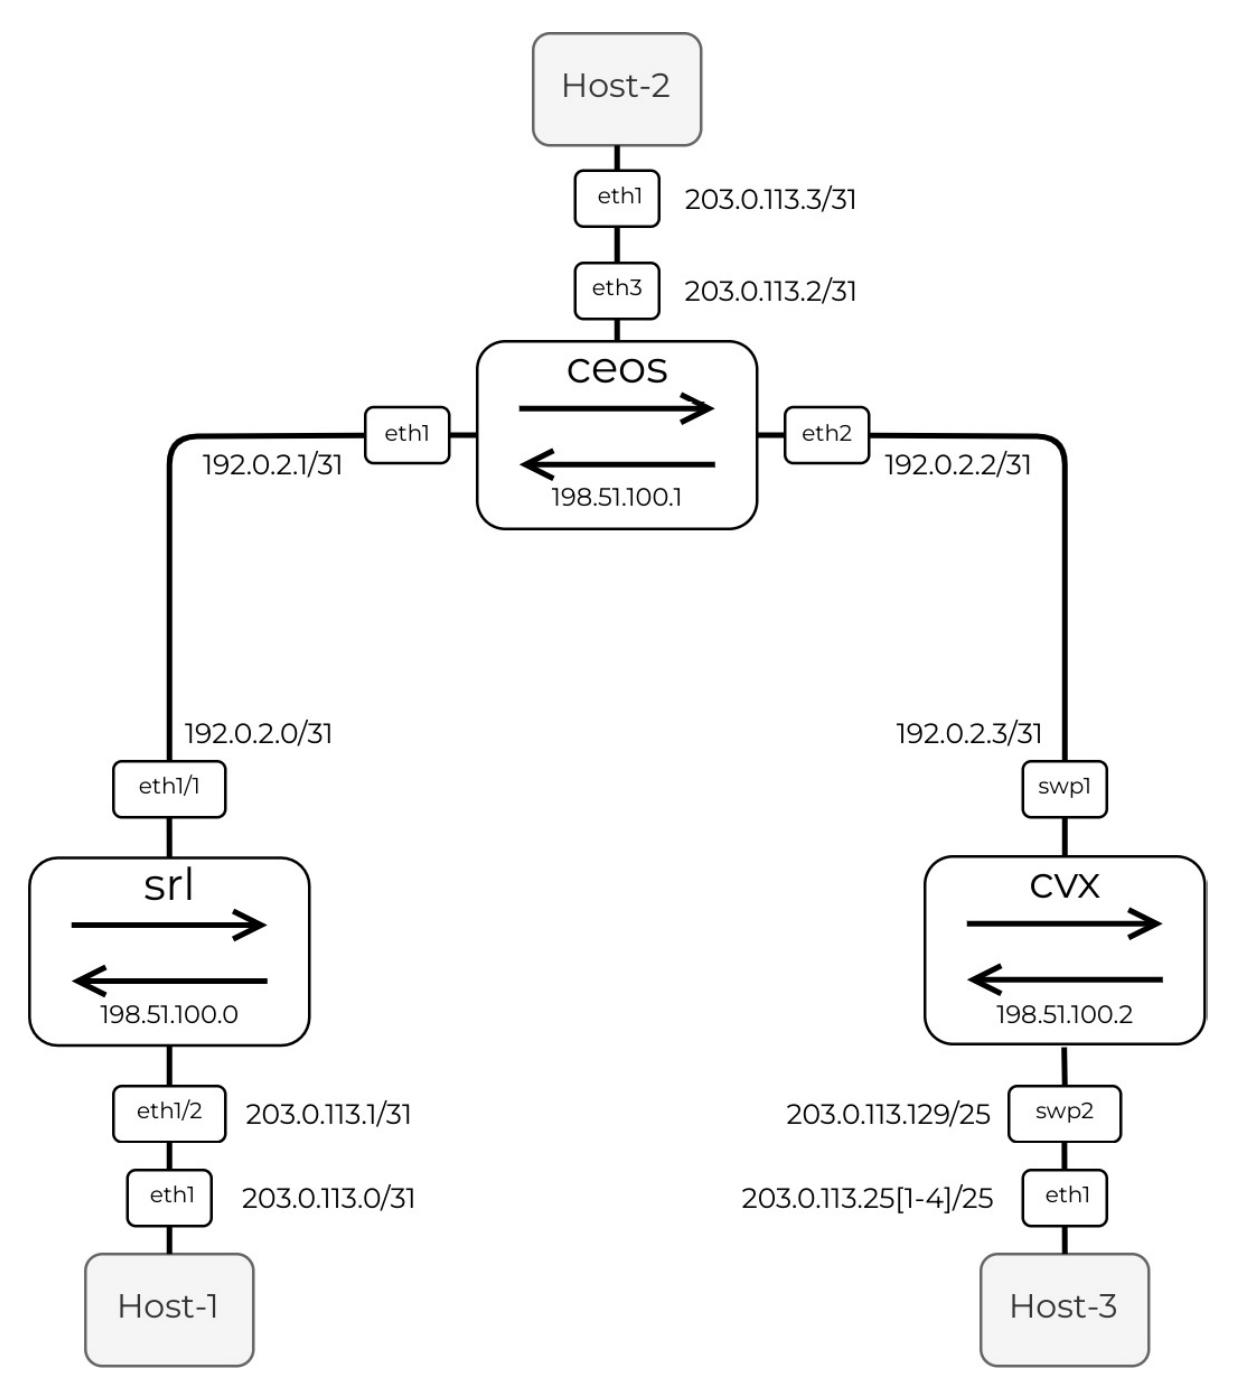 Host-2
eth1
203.0.113.3/31
eth3
203.0.113.2/31
ceos
eth1
eth2
192.0.2.1/31
192.0.2.2/31
198.51.100.1
192.0.2.0/31
192.0.2.3/31
eth1/1
swp1
srl
cvx
198.51.100.0
198.51.100.2
eth1/2
203.0.113.1/31
203.0.113.129/25
swp2
eth1
203.0.113.0/31
203.0.113.25[1-4]/25
eth1
Host-1
Host-3